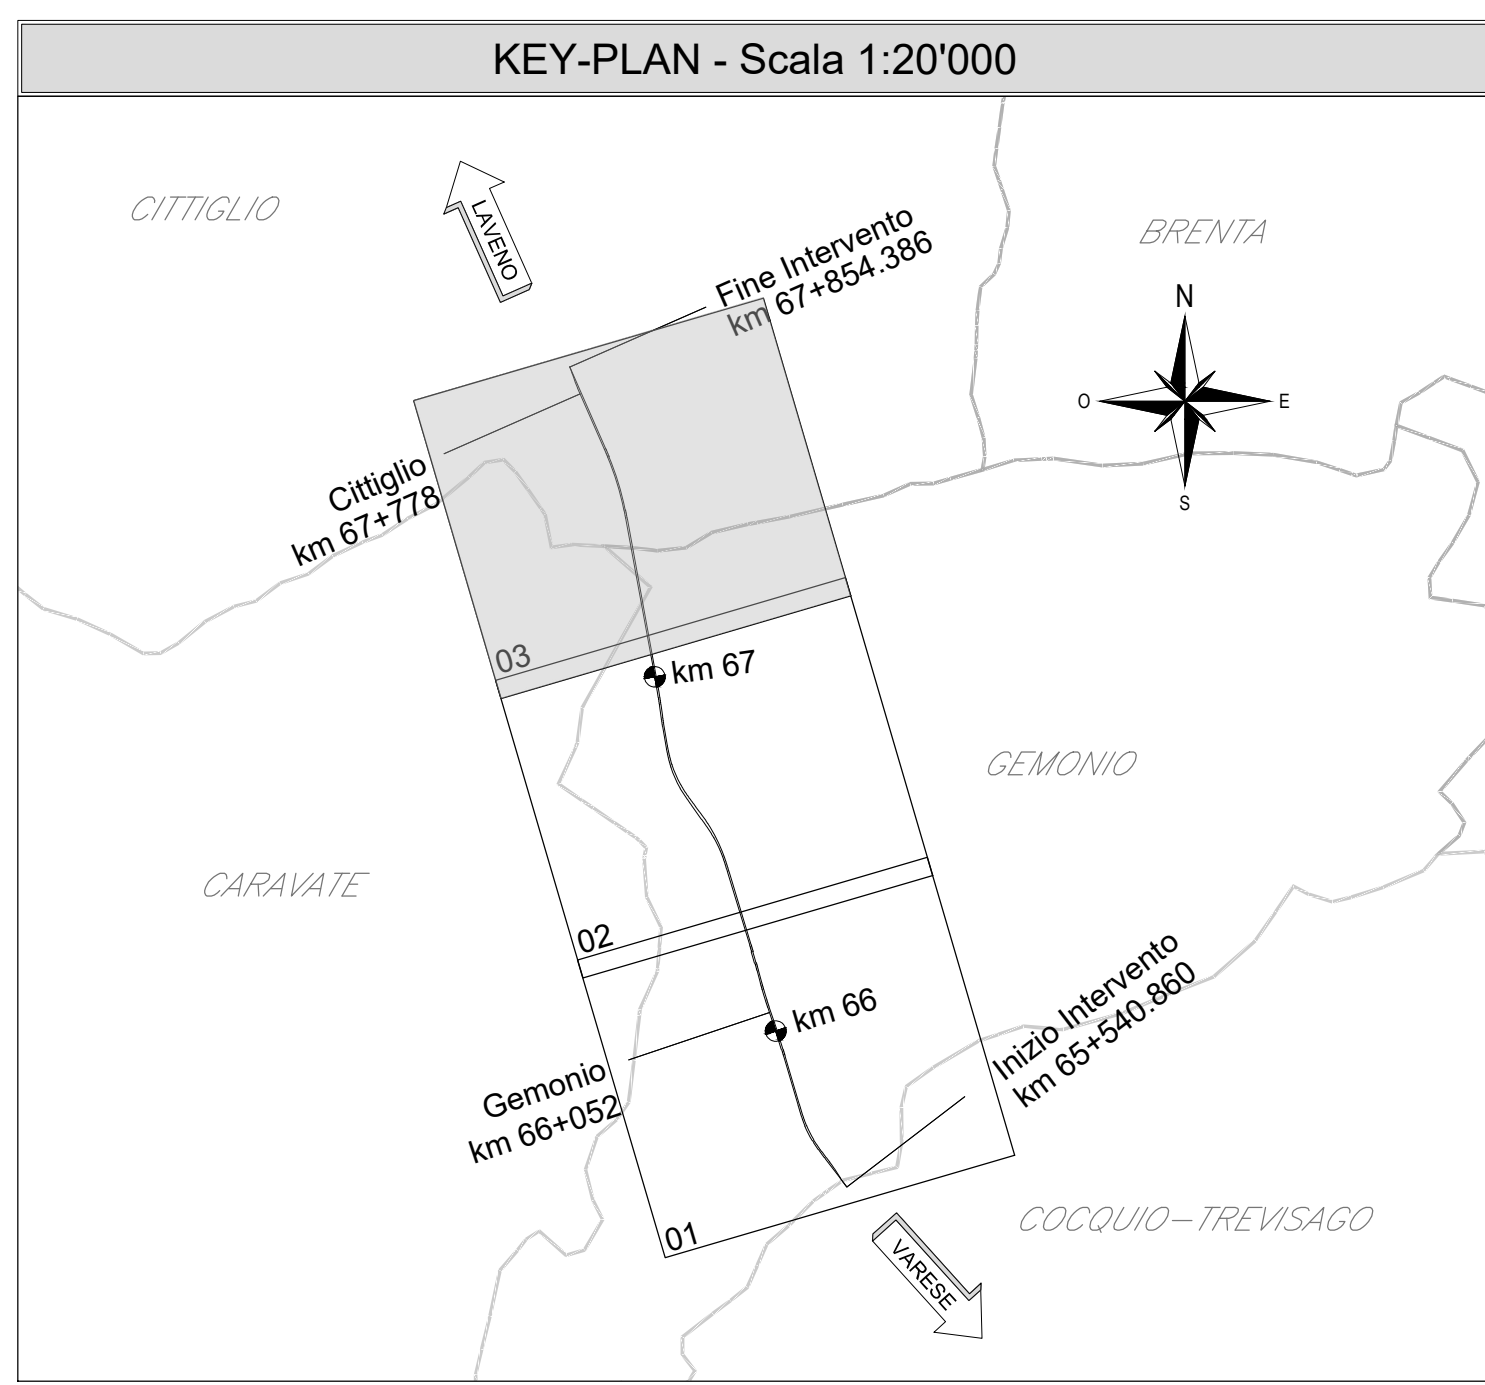 KEY-PLAN - Scala 1:20'000
CITTIGLIO
LAVENO
Fine Intervento
km 67+854.386
BRENTA
N
O
E
S
Cittiglio
km 67+778
03
km 67
GEMONIO
CARAVATE
02
km 66
Inizio Intervento
km 65+540.860
Gemonio
km 66+052
01
COCQUIO-TREVISAGO
VARESE